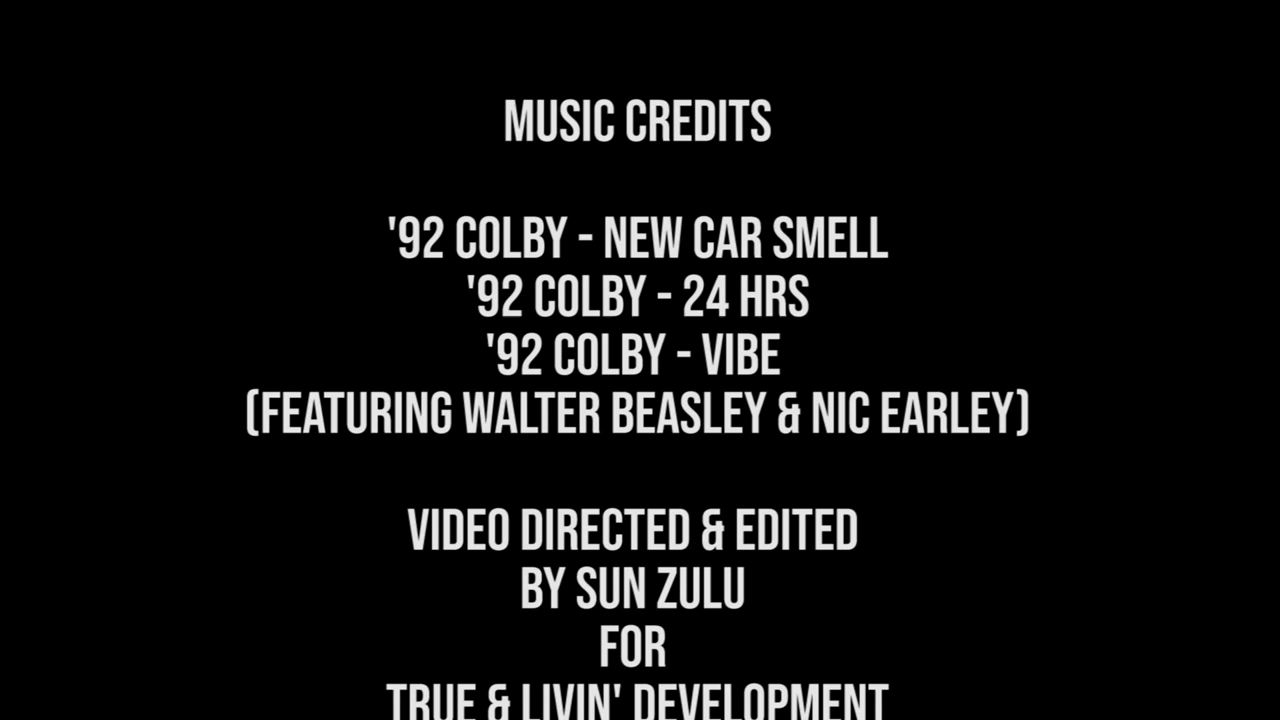 MUSIC CREDITS
'92 COLBY - NEW CAR SMELL
'92 COLBY - 24 HRS
'92 COLBY - VIBE
(FEATURING WALTER BEASLEY & NIC EARLEY)
VIDEO DIRECTED & EDITED
BY SUN ZULU
FOR
TRUE & LIVIN' DEVELOPMENT